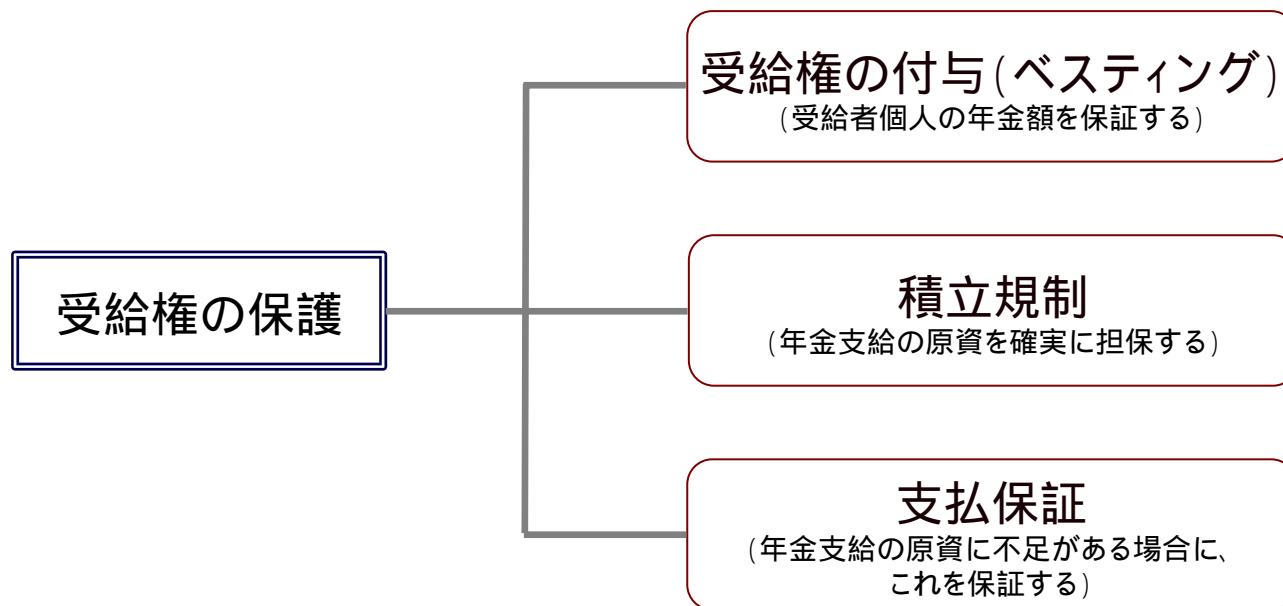 受給権の付与(ベスティング)
(受給者個人の年金額を保証する)
受給権の保護
積立規制
(年金支給の原資を確実に担保する)
支払保証
(年金支給の原資に不足がある場合に、
これを保証する)